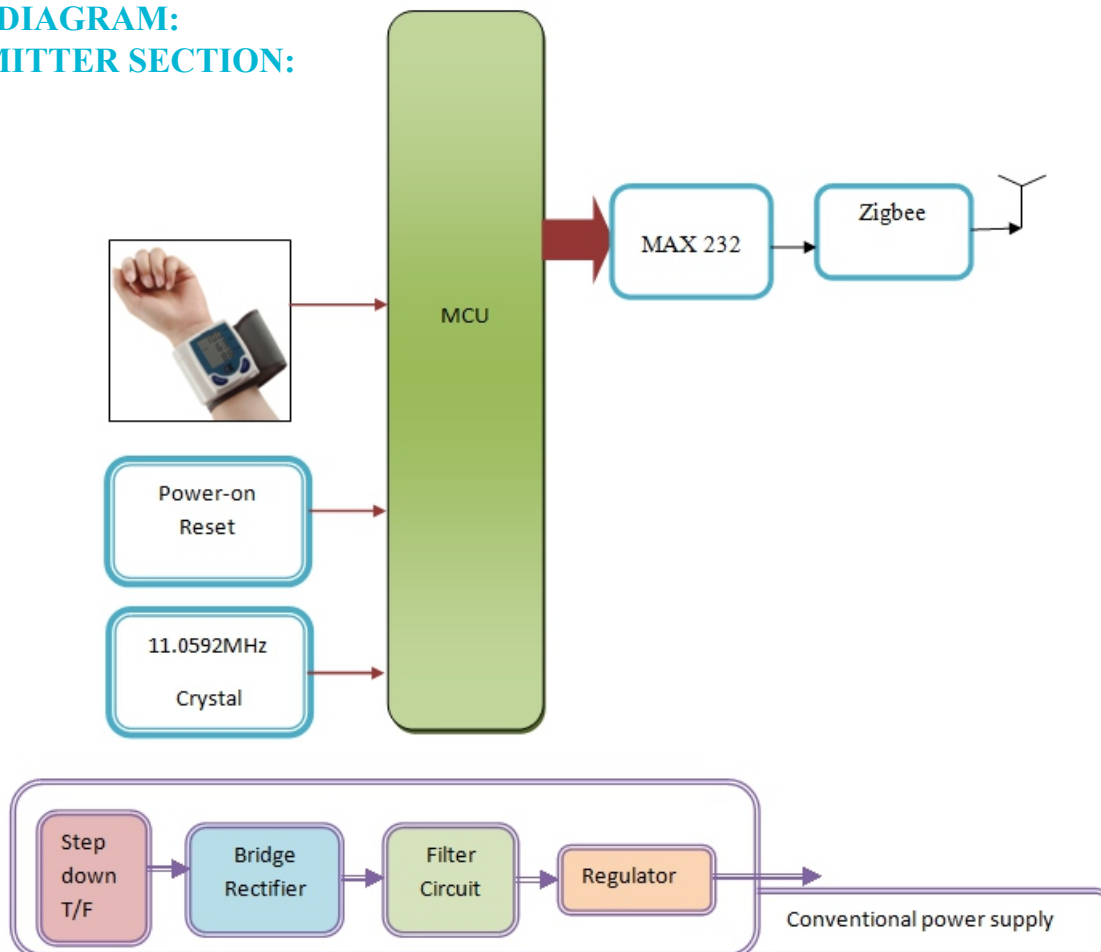 DIAGRAM:
MITTER SECTION:
MCU
MAX 232
Zigbee
Power-on
Reset
11.0592MHz
Crystal
Step
down
T/F
Bridge
Rectifier
Filter
Circuit
Regulator
Conventional power supply